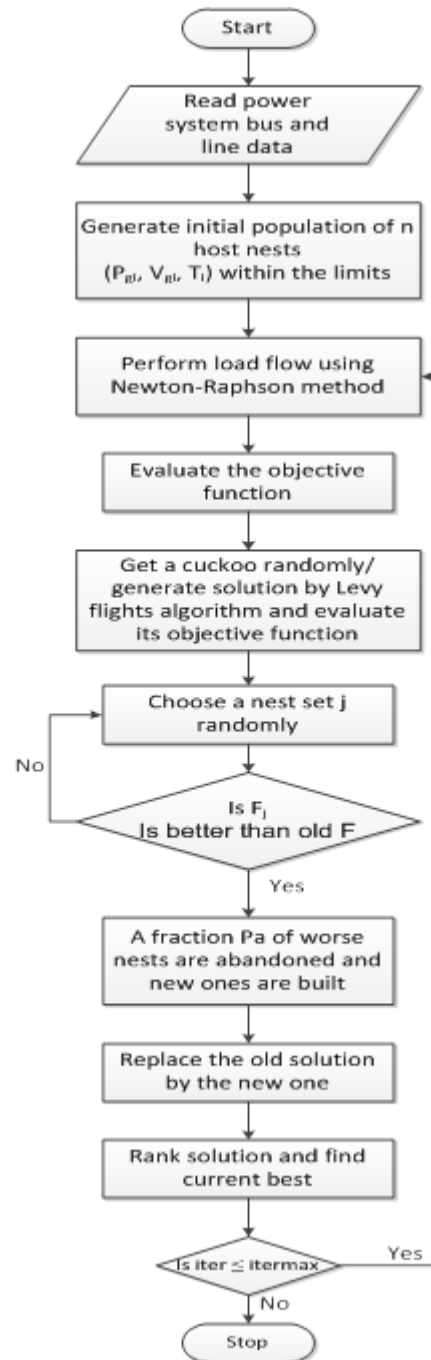 Start
Read power
system bus and
line data
Generate initial population of n
host nests
(Pgi, Vgi, Ti) within the limits
Perform load flow using
Newton-Raphson method
Evaluate the objective
function
Get a cuckoo randomly/
generate solution by Levy
flights algorithm and evaluate
its objective function
Choose a nest set j
randomly
No
Is Fj
Is better than old F
Yes
A fraction Pa of worse
nests are abandoned and
new ones are built
Replace the old solution
by the new one
Rank solution and find
current best
Is iter ≤ itermax
Yes
No
Stop